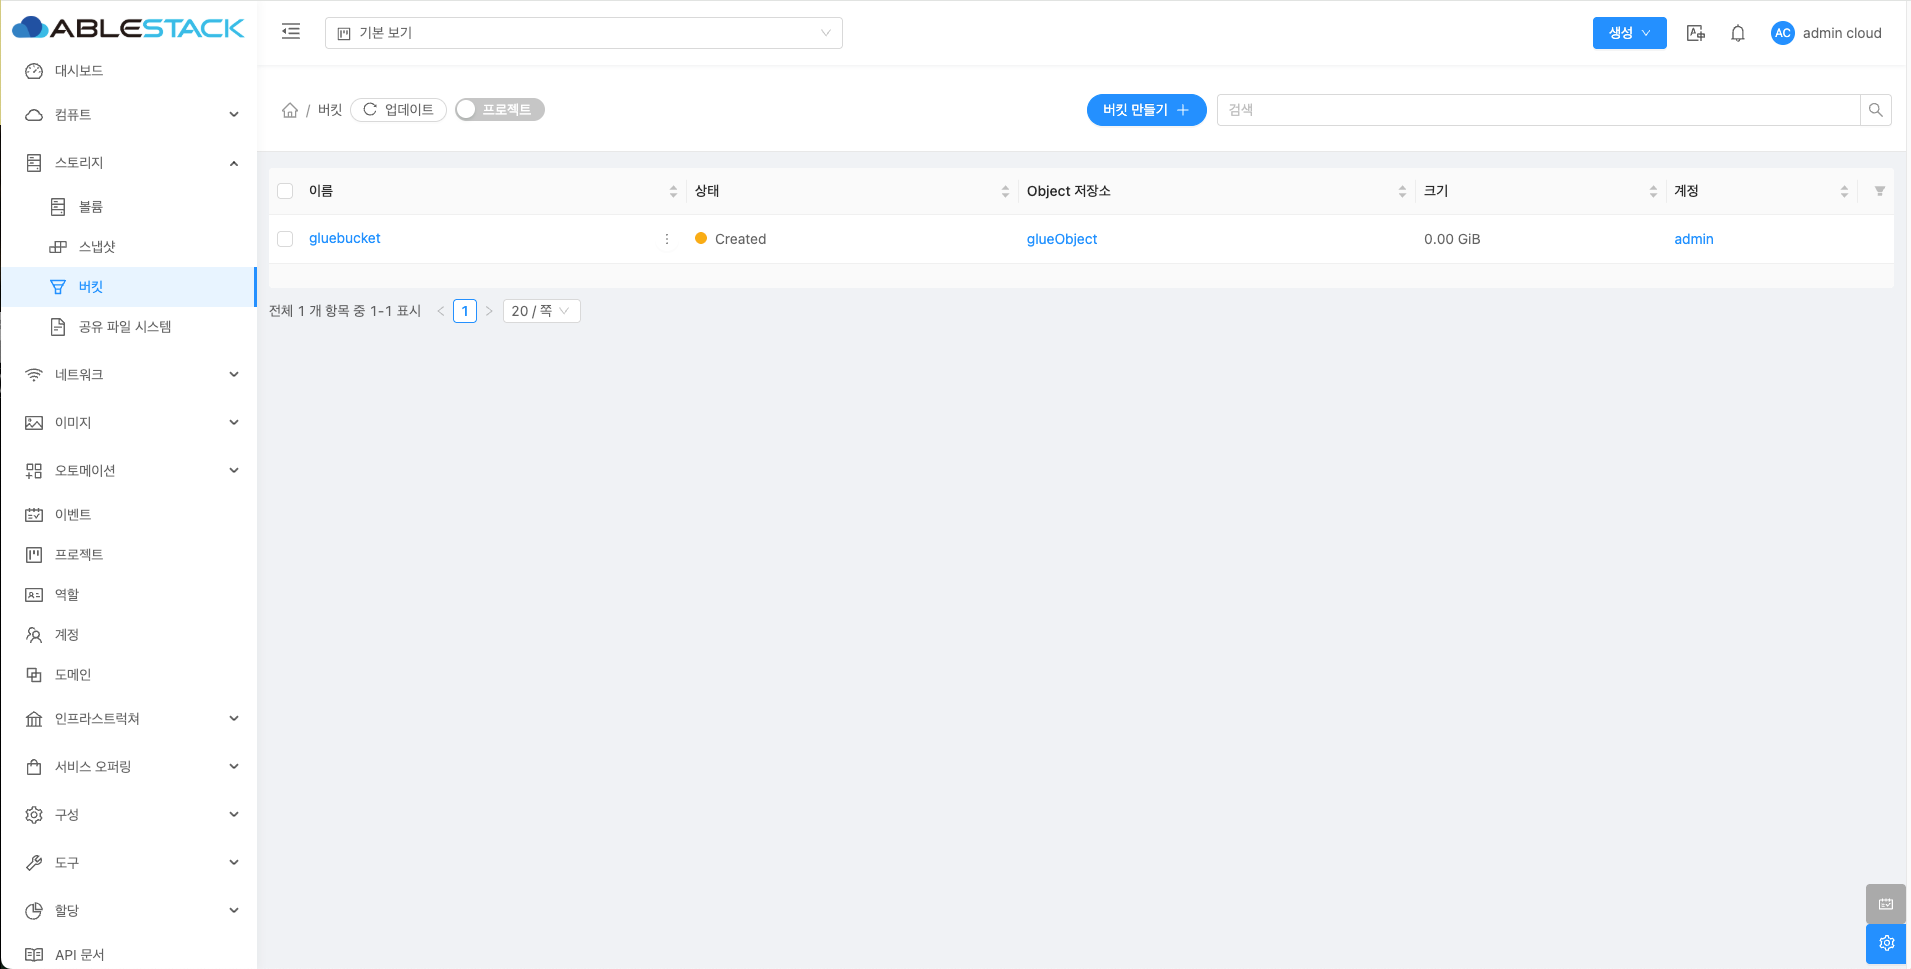 ABLESTACK
기본 보기
생성
AC
admin cloud
대시보드
컴퓨트
스토리지
볼륨
스냅샷
버킷
공유 파일 시스템
네트워크
이미지
오토메이션
이벤트
프로젝트
역할
계정
도메인
인프라스트럭쳐
서비스 오퍼링
구성
도구
할당
API 문서
/ 버킷
업데이트
프로젝트
버킷 만들기 +
검색
이름 상태 Object 저장소 크기 계정
gluebucket Created glueObject 0.00 GiB admin
전체 1 개 항목 중 1-1 표시 < 1 > 20 / 쪽